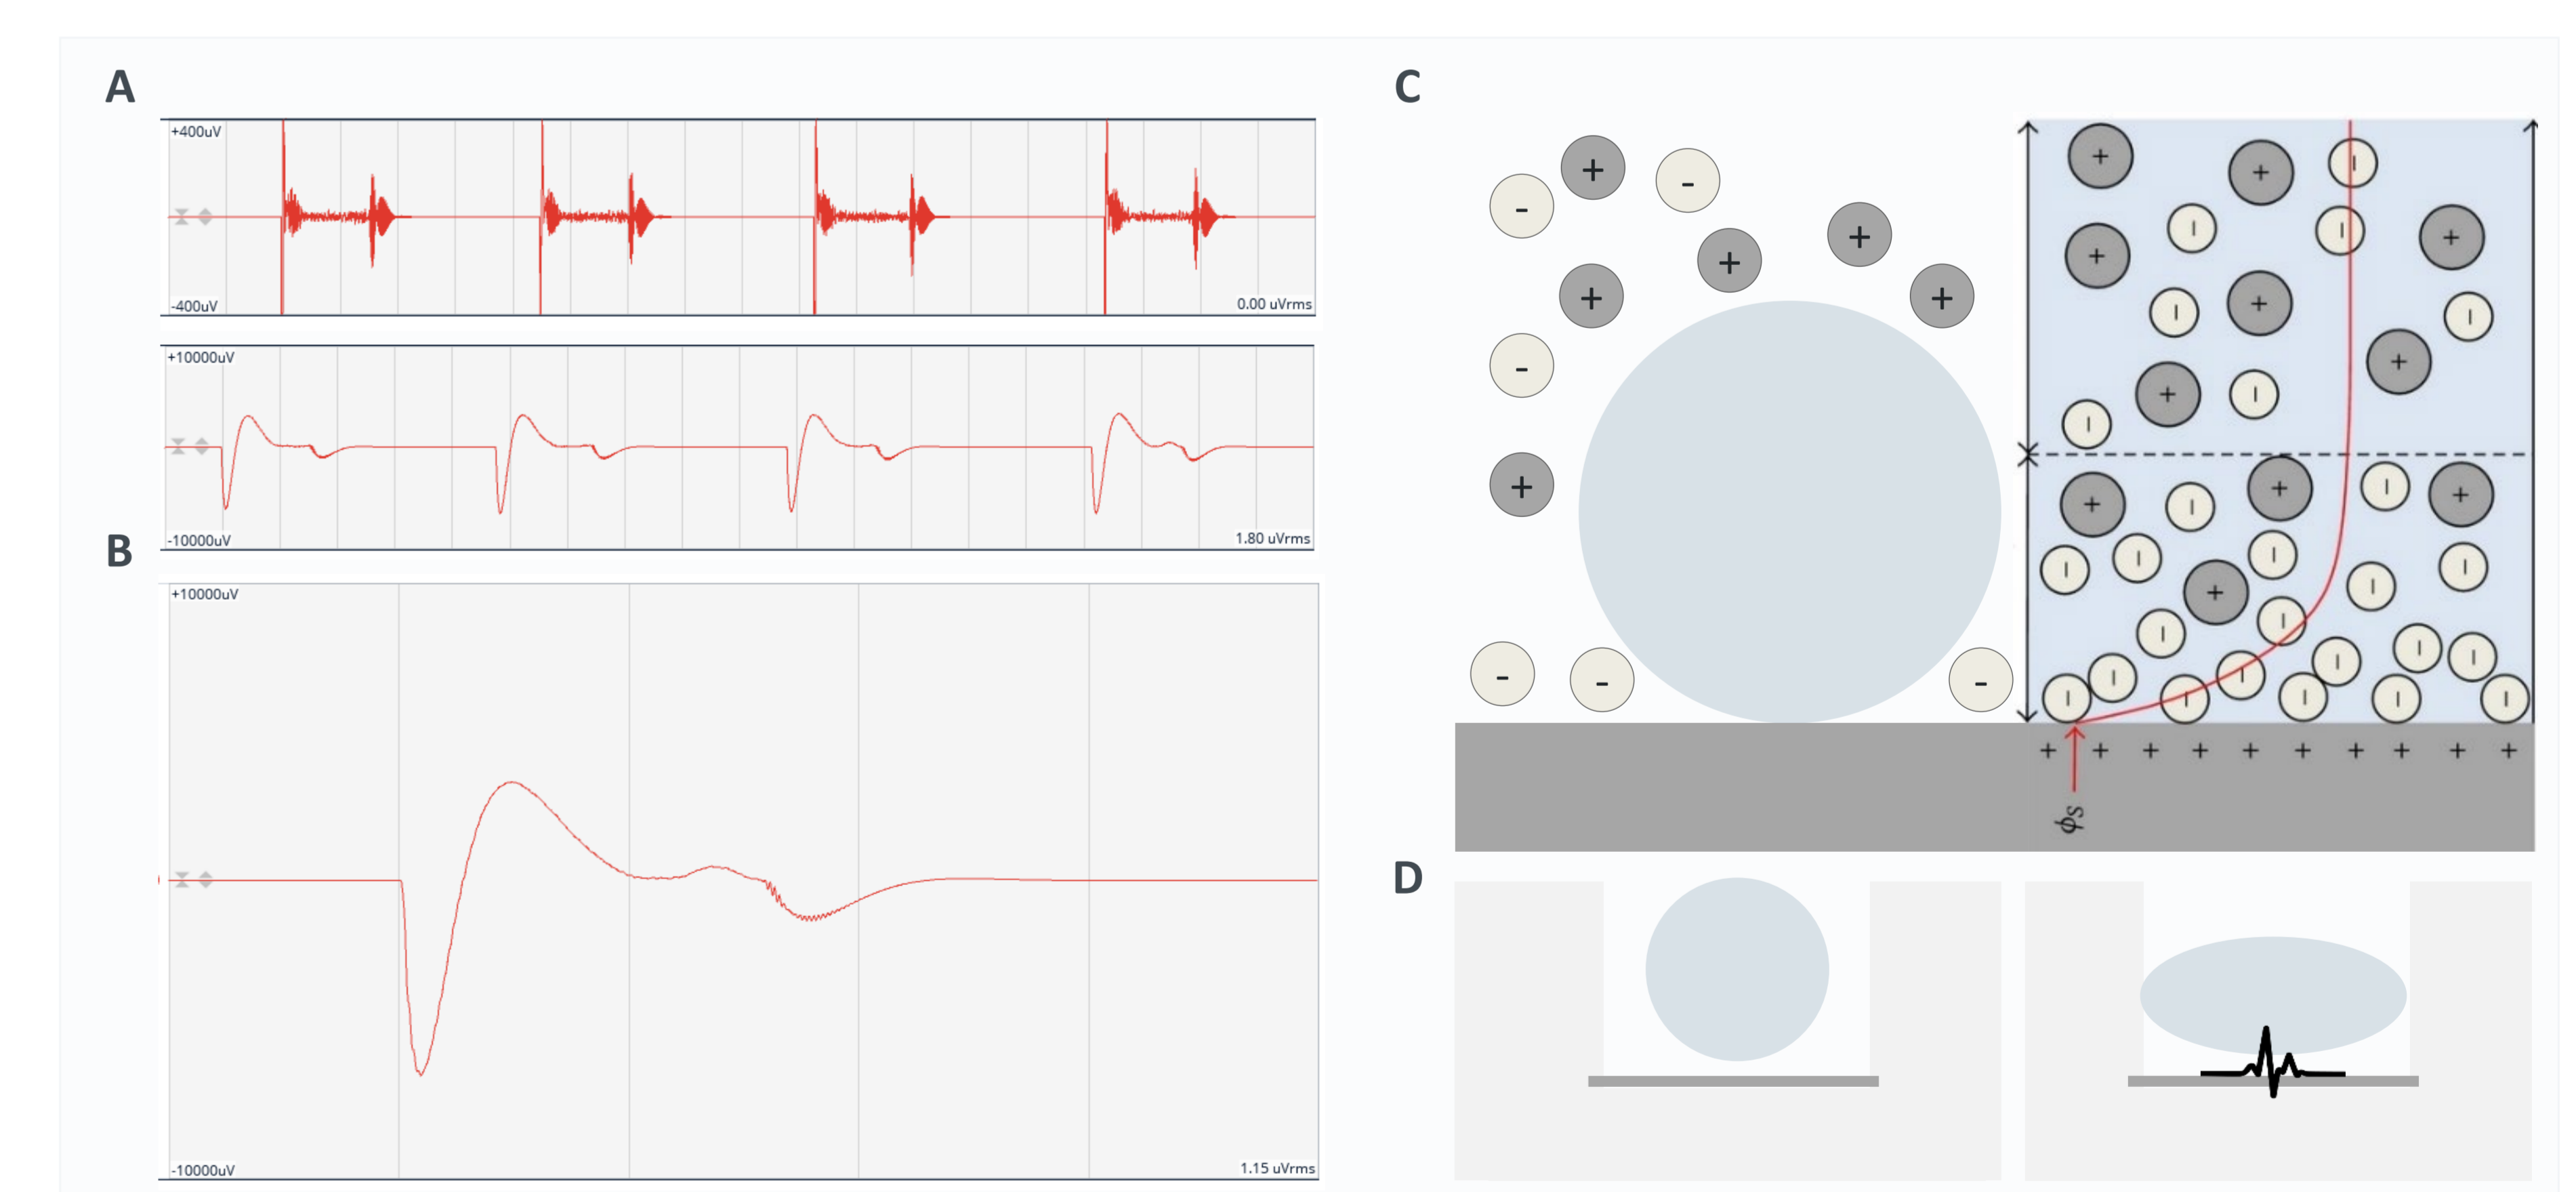 A
+400uV
-400uV
0.00 uVrms
+10000uV
-10000uV
1.80 uVrms
B
+10000uV
-10000uV
1.15 uVrms
C
+
-
-
+
+
+
+
-
+
-
-
-
+ + + + + + + + + +
ϕs
D